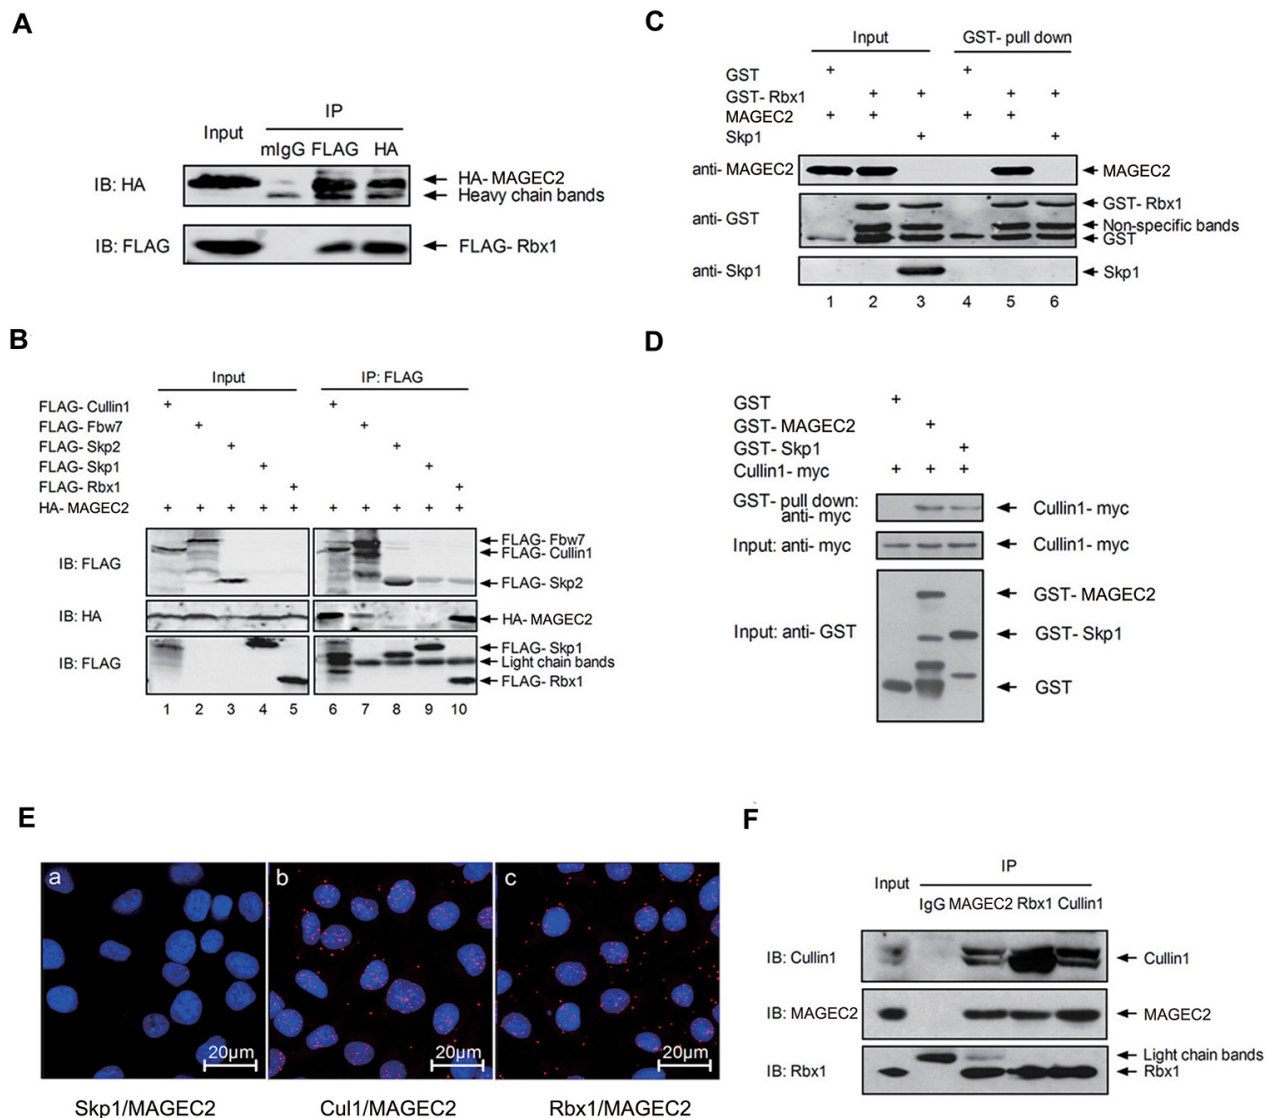 A
IP
Input
mIgG FLAG HA
IB: HA
HA- MAGEC2
Heavy chain bands
IB: FLAG
FLAG- Rbx1
B
Input
IP: FLAG
FLAG- Cullin1 + +
FLAG- Fbw7 + +
FLAG- Skp2 + +
FLAG- Skp1 + +
FLAG- Rbx1 + +
HA- MAGEC2 + + + + + + + + + +
IB: FLAG
FLAG- Fbw7
FLAG- Cullin1
FLAG- Skp2
IB: HA
HA- MAGEC2
IB: FLAG
FLAG- Skp1
Light chain bands
FLAG- Rbx1
1 2 3 4 5 6 7 8 9 10
C
Input
GST- pull down
GST + +
GST- Rbx1 + + + +
MAGEC2 + + + +
Skp1 + +
anti- MAGEC2
MAGEC2
anti- GST
GST- Rbx1
Non-specific bands
GST
anti- Skp1
Skp1
1 2 3 4 5 6
D
GST +
GST- MAGEC2 +
GST- Skp1 +
Cullin1- myc + + +
GST- pull down:
anti- myc
Cullin1- myc
Input: anti- myc
Cullin1- myc
Input: anti- GST
GST- MAGEC2
GST- Skp1
GST
E
a
20μm
Skp1/MAGEC2
b
20μm
Cul1/MAGEC2
c
20μm
Rbx1/MAGEC2
F
IP
Input
IgG MAGEC2 Rbx1 Cullin1
IB: Cullin1
Cullin1
IB: MAGEC2
MAGEC2
IB: Rbx1
Light chain bands
Rbx1